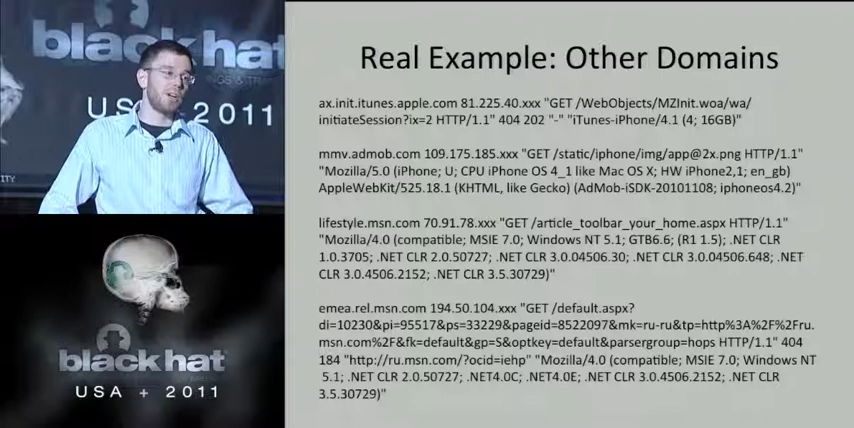 black hat
INGS & TRA
USA + 2011
ITY
black hat
USA + 2011
Real Example: Other Domains
ax.init.itunes.apple.com 81.225.40.xxx "GET /WebObjects/MZInit.woa/wa/
initiateSession?ix=2 HTTP/1.1" 404 202 "-" "iTunes-iPhone/4.1 (4; 16GB)"
mmv.admob.com 109.175.185.xxx "GET /static/iphone/img/app@2x.png HTTP/1.1"
"Mozilla/5.0 (iPhone; U; CPU iPhone OS 4_1 like Mac OS X; HW iPhone2,1; en_gb)
AppleWebKit/525.18.1 (KHTML, like Gecko) (AdMob-iSDK-20101108; iphoneos4.2)"
lifestyle.msn.com 70.91.78.xxx "GET /article_toolbar_your_home.aspx HTTP/1.1"
"Mozilla/4.0 (compatible; MSIE 7.0; Windows NT 5.1; GTB6.6; (R1 1.5); .NET CLR
1.0.3705; .NET CLR 2.0.50727; .NET CLR 3.0.04506.30; .NET CLR 3.0.04506.648; .NET
CLR 3.0.4506.2152; .NET CLR 3.5.30729)"
emea.rel.msn.com 194.50.104.xxx "GET /default.aspx?
di=10230&pi=95517&ps=33229&pageid=8522097&mk=ru-ru&tp=http%3A%2F%2Fru.
msn.com%2F&fk=default&gp=S&optkey=default&parsergroup=hops HTTP/1.1" 404
184 "http://ru.msn.com/?ocid=iehp" "Mozilla/4.0 (compatible; MSIE 7.0; Windows NT
5.1; .NET CLR 2.0.50727; .NET4.0C; .NET4.0E; .NET CLR 3.0.4506.2152; .NET CLR
3.5.30729)"